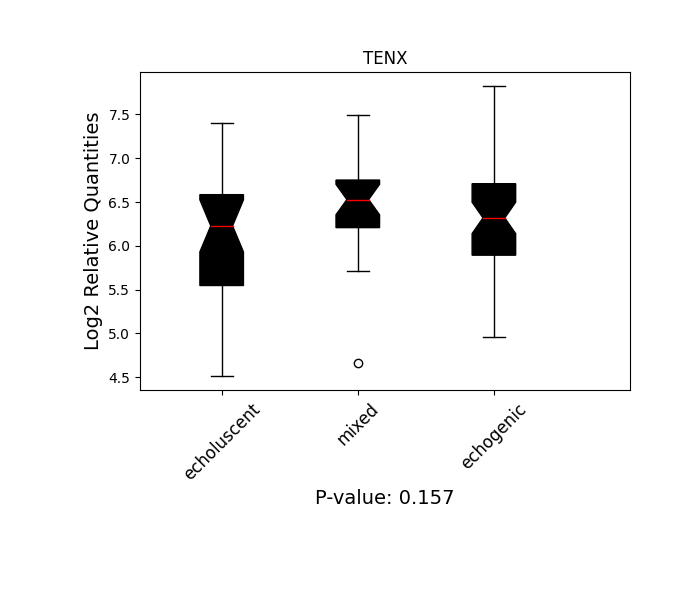 TENX
Log2 Relative Quantities
7.5
7.0
6.5
6.0
5.5
5.0
4.5
echoluscent
mixed
echogenic
P-value: 0.157